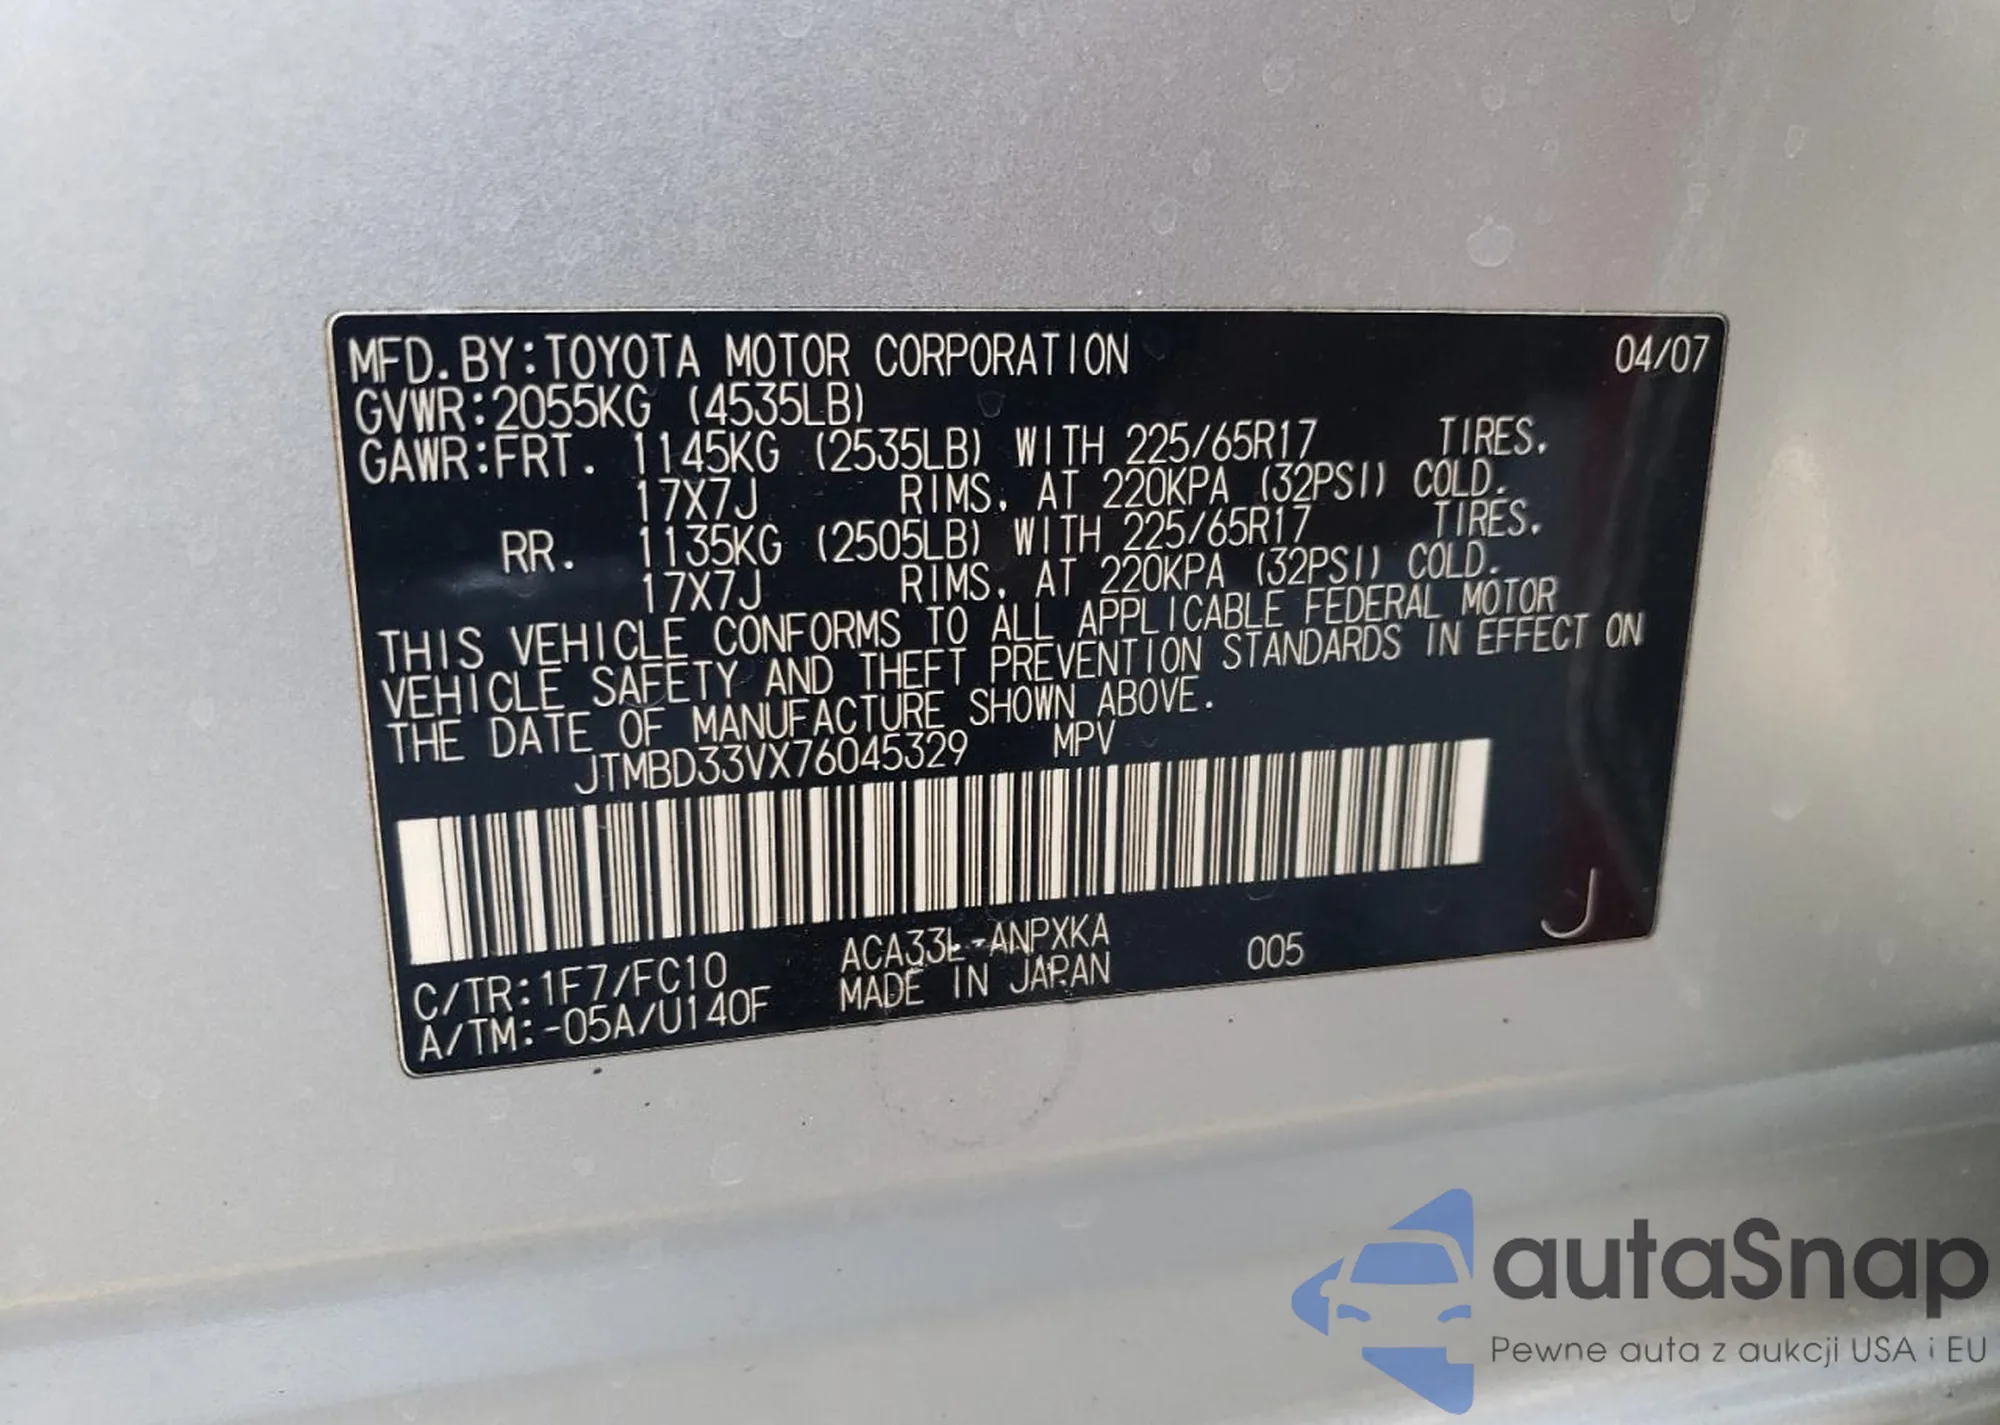 MFD.BY:TOYOTA MOTOR CORPORATION 04/07
GVWR:2055KG (4535LB)
GAWR:FRT. 1145KG (2535LB) WITH 225/65R17 TIRES,
17X7J RIMS, AT 220KPA (32PSI) COLD.
RR. 1135KG (2505LB) WITH 225/65R17 TIRES,
17X7J RIMS, AT 220KPA (32PSI) COLD.
THIS VEHICLE CONFORMS TO ALL APPLICABLE FEDERAL MOTOR
VEHICLE SAFETY AND THEFT PREVENTION STANDARDS IN EFFECT ON
THE DATE OF MANUFACTURE SHOWN ABOVE.
JTMBD33VX76045329 MPV
C/TR:1F7/FC10 ACA33L-ANPXKA 005 J
A/TM:-05A/U140F MADE IN JAPAN
autaSnap
Pewne auta z aukcji USA i EU